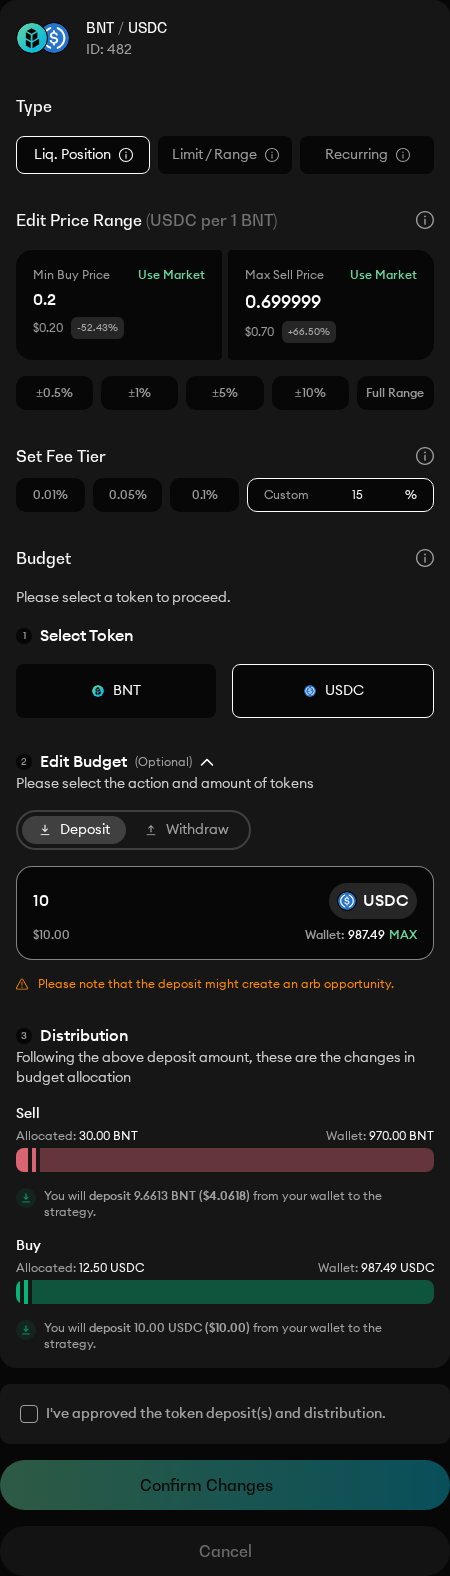 BNT / USDC
ID: 482
Type
Liq. Position
Limit / Range
Recurring
Edit Price Range (USDC per 1 BNT)
Min Buy Price Use Market
0.2
$0.20 -52.43%
Max Sell Price Use Market
0.699999
$0.70 +66.50%
±0.5% ±1% ±5% ±10% Full Range
Set Fee Tier
0.01% 0.05% 0.1% Custom 15 %
Budget
Please select a token to proceed.
1 Select Token
BNT USDC
2 Edit Budget (Optional)
Please select the action and amount of tokens
Deposit Withdraw
10 USDC
$10.00 Wallet: 987.49 MAX
Please note that the deposit might create an arb opportunity.
3 Distribution
Following the above deposit amount, these are the changes in
budget allocation
Sell
Allocated: 30.00 BNT Wallet: 970.00 BNT
You will deposit 9.6613 BNT ($4.0618) from your wallet to the
strategy.
Buy
Allocated: 12.50 USDC Wallet: 987.49 USDC
You will deposit 10.00 USDC ($10.00) from your wallet to the
strategy.
I've approved the token deposit(s) and distribution.
Confirm Changes
Cancel